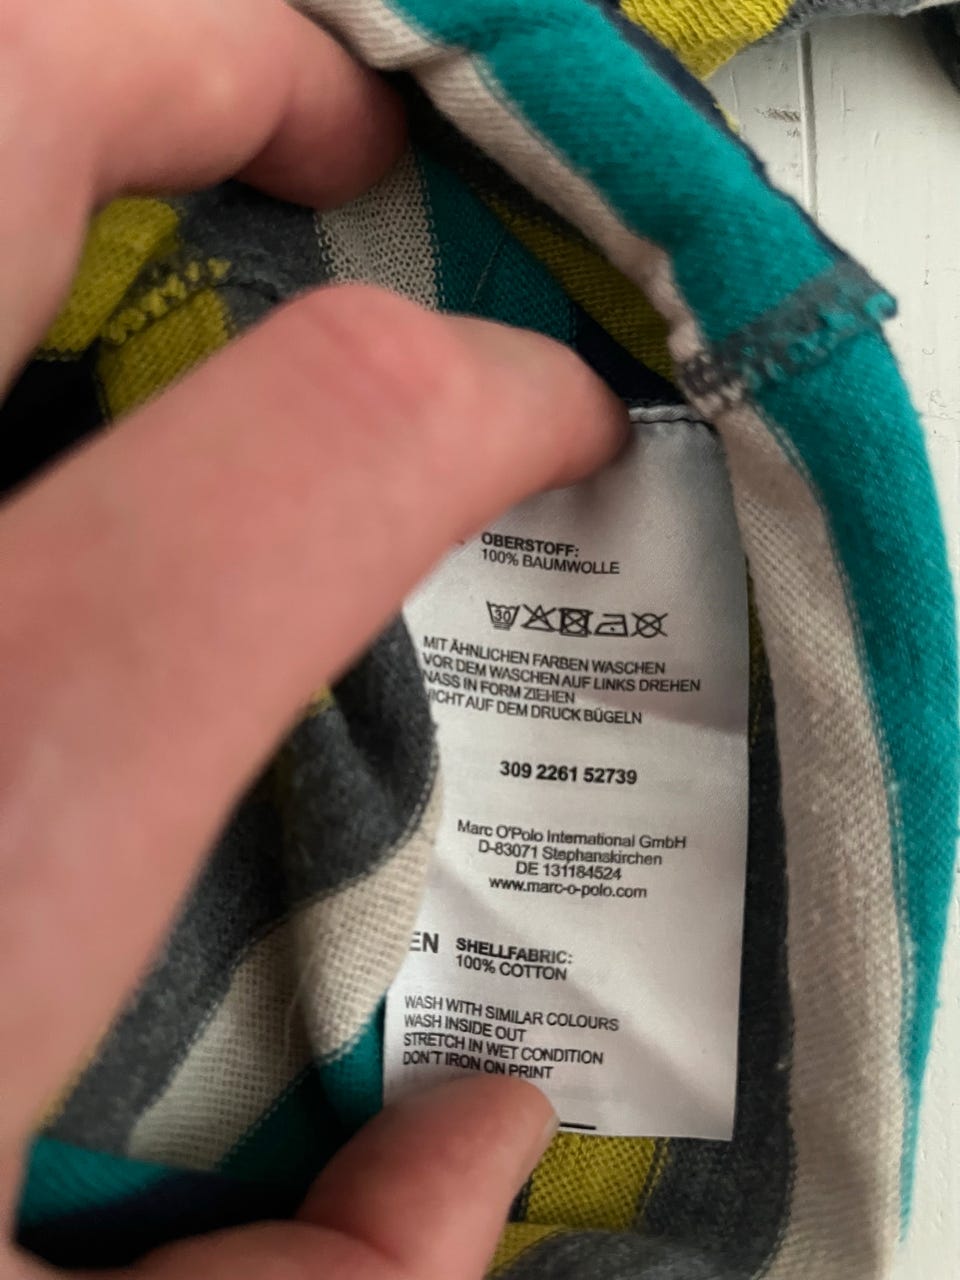 OBERSTOFF:
100% BAUMWOLLE
30
MIT ÄHNLICHEN FARBEN WASCHEN
VOR DEM WASCHEN AUF LINKS DREHEN
NASS IN FORM ZIEHEN
NICHT AUF DEM DRUCK BÜGELN
309 2261 52739
Marc O'Polo International GmbH
D-83071 Stephanskirchen
DE 131184524
www.marc-o-polo.com
EN SHELLFABRIC:
100% COTTON
WASH WITH SIMILAR COLOURS
WASH INSIDE OUT
STRETCH IN WET CONDITION
DON'T IRON ON PRINT